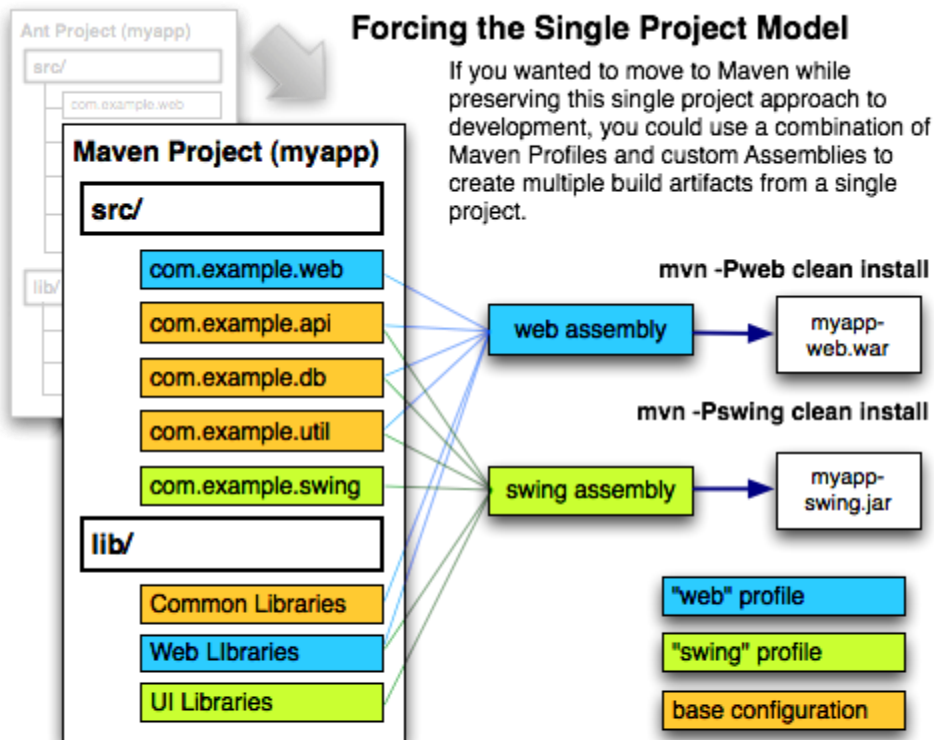 Ant Project (myapp)
src/
com.example.web
lib/
Forcing the Single Project Model
If you wanted to move to Maven while
preserving this single project approach to
development, you could use a combination of
Maven Profiles and custom Assemblies to
create multiple build artifacts from a single
project.
Maven Project (myapp)
src/
com.example.web
com.example.api
com.example.db
com.example.util
com.example.swing
lib/
Common Libraries
Web LIbraries
UI Libraries
web assembly
swing assembly
mvn -Pweb clean install
myapp-
web.war
mvn -Pswing clean install
myapp-
swing.jar
"web" profile
"swing" profile
base configuration